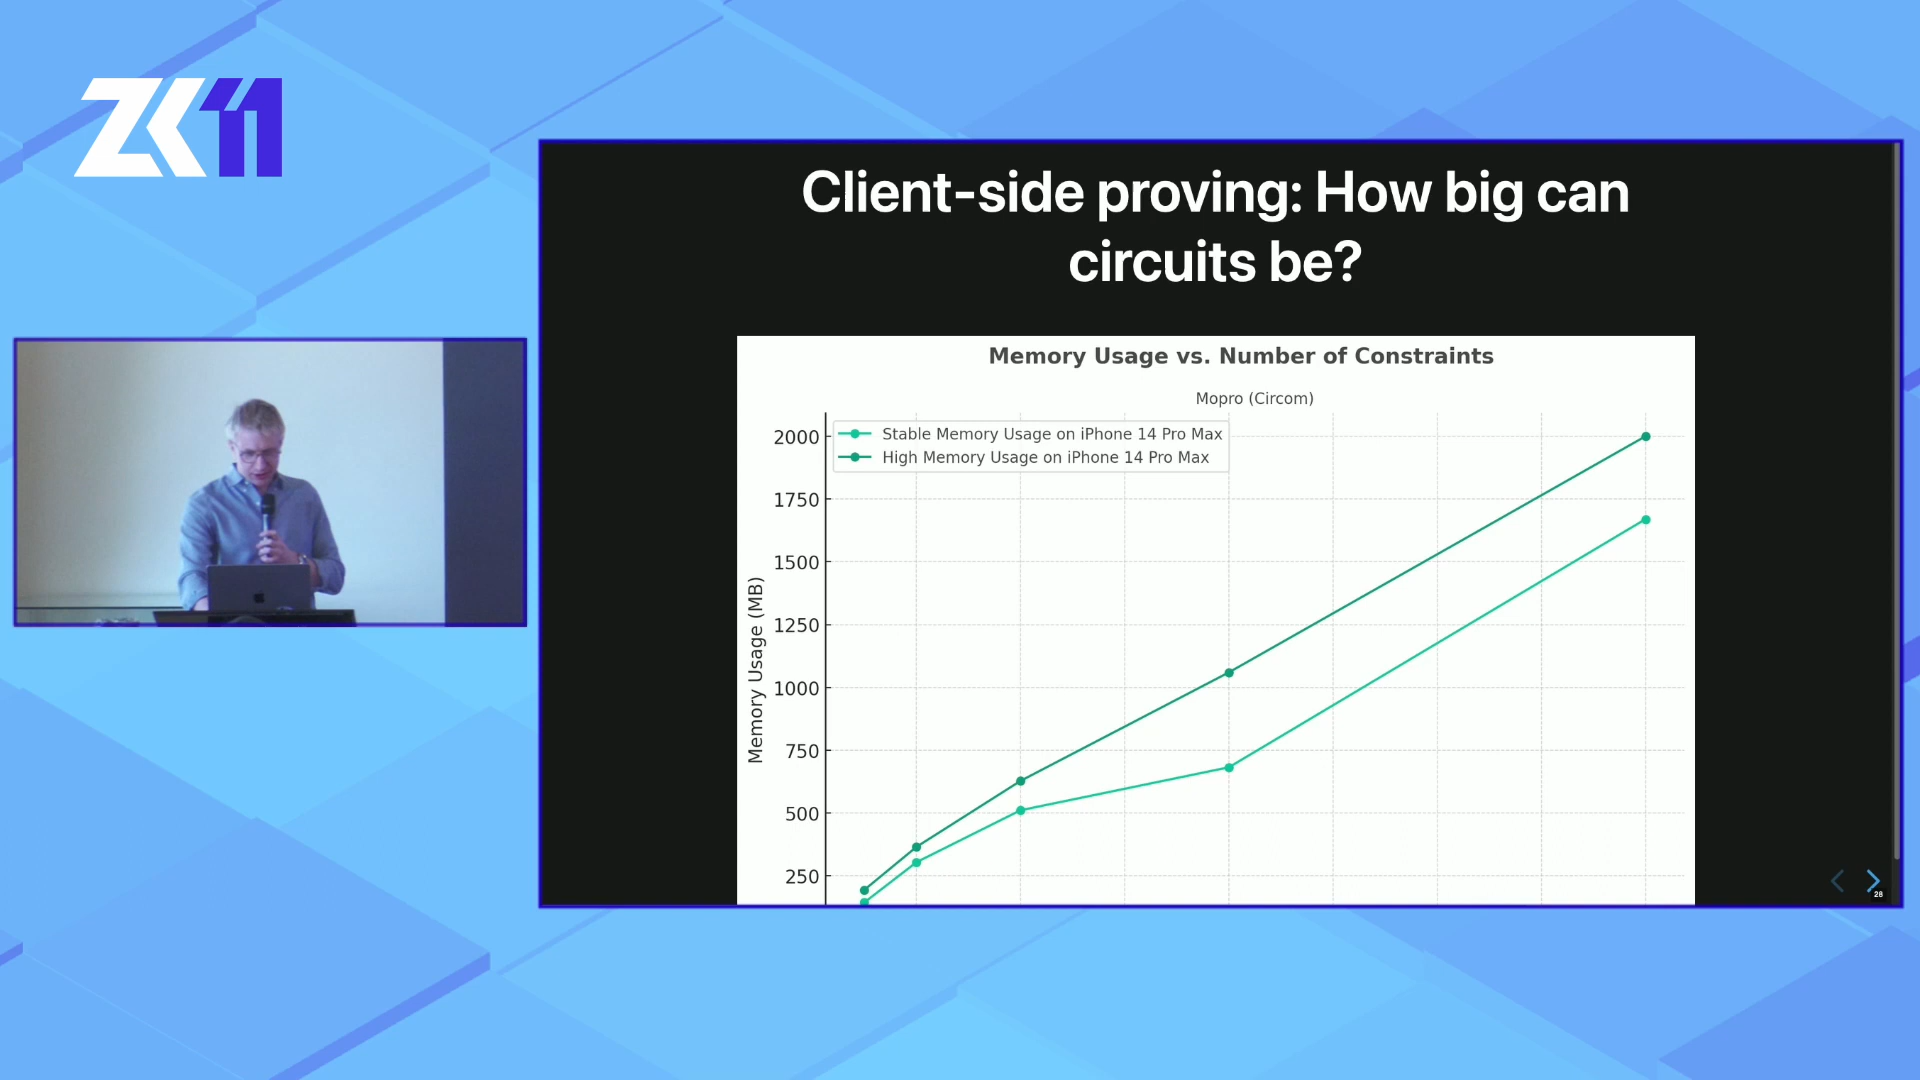 ZK11
Client-side proving: How big can
circuits be?
Memory Usage vs. Number of Constraints
Mopro (Circom)
Stable Memory Usage on iPhone 14 Pro Max
High Memory Usage on iPhone 14 Pro Max
Memory Usage (MB)
2000
1750
1500
1250
1000
750
500
250
28